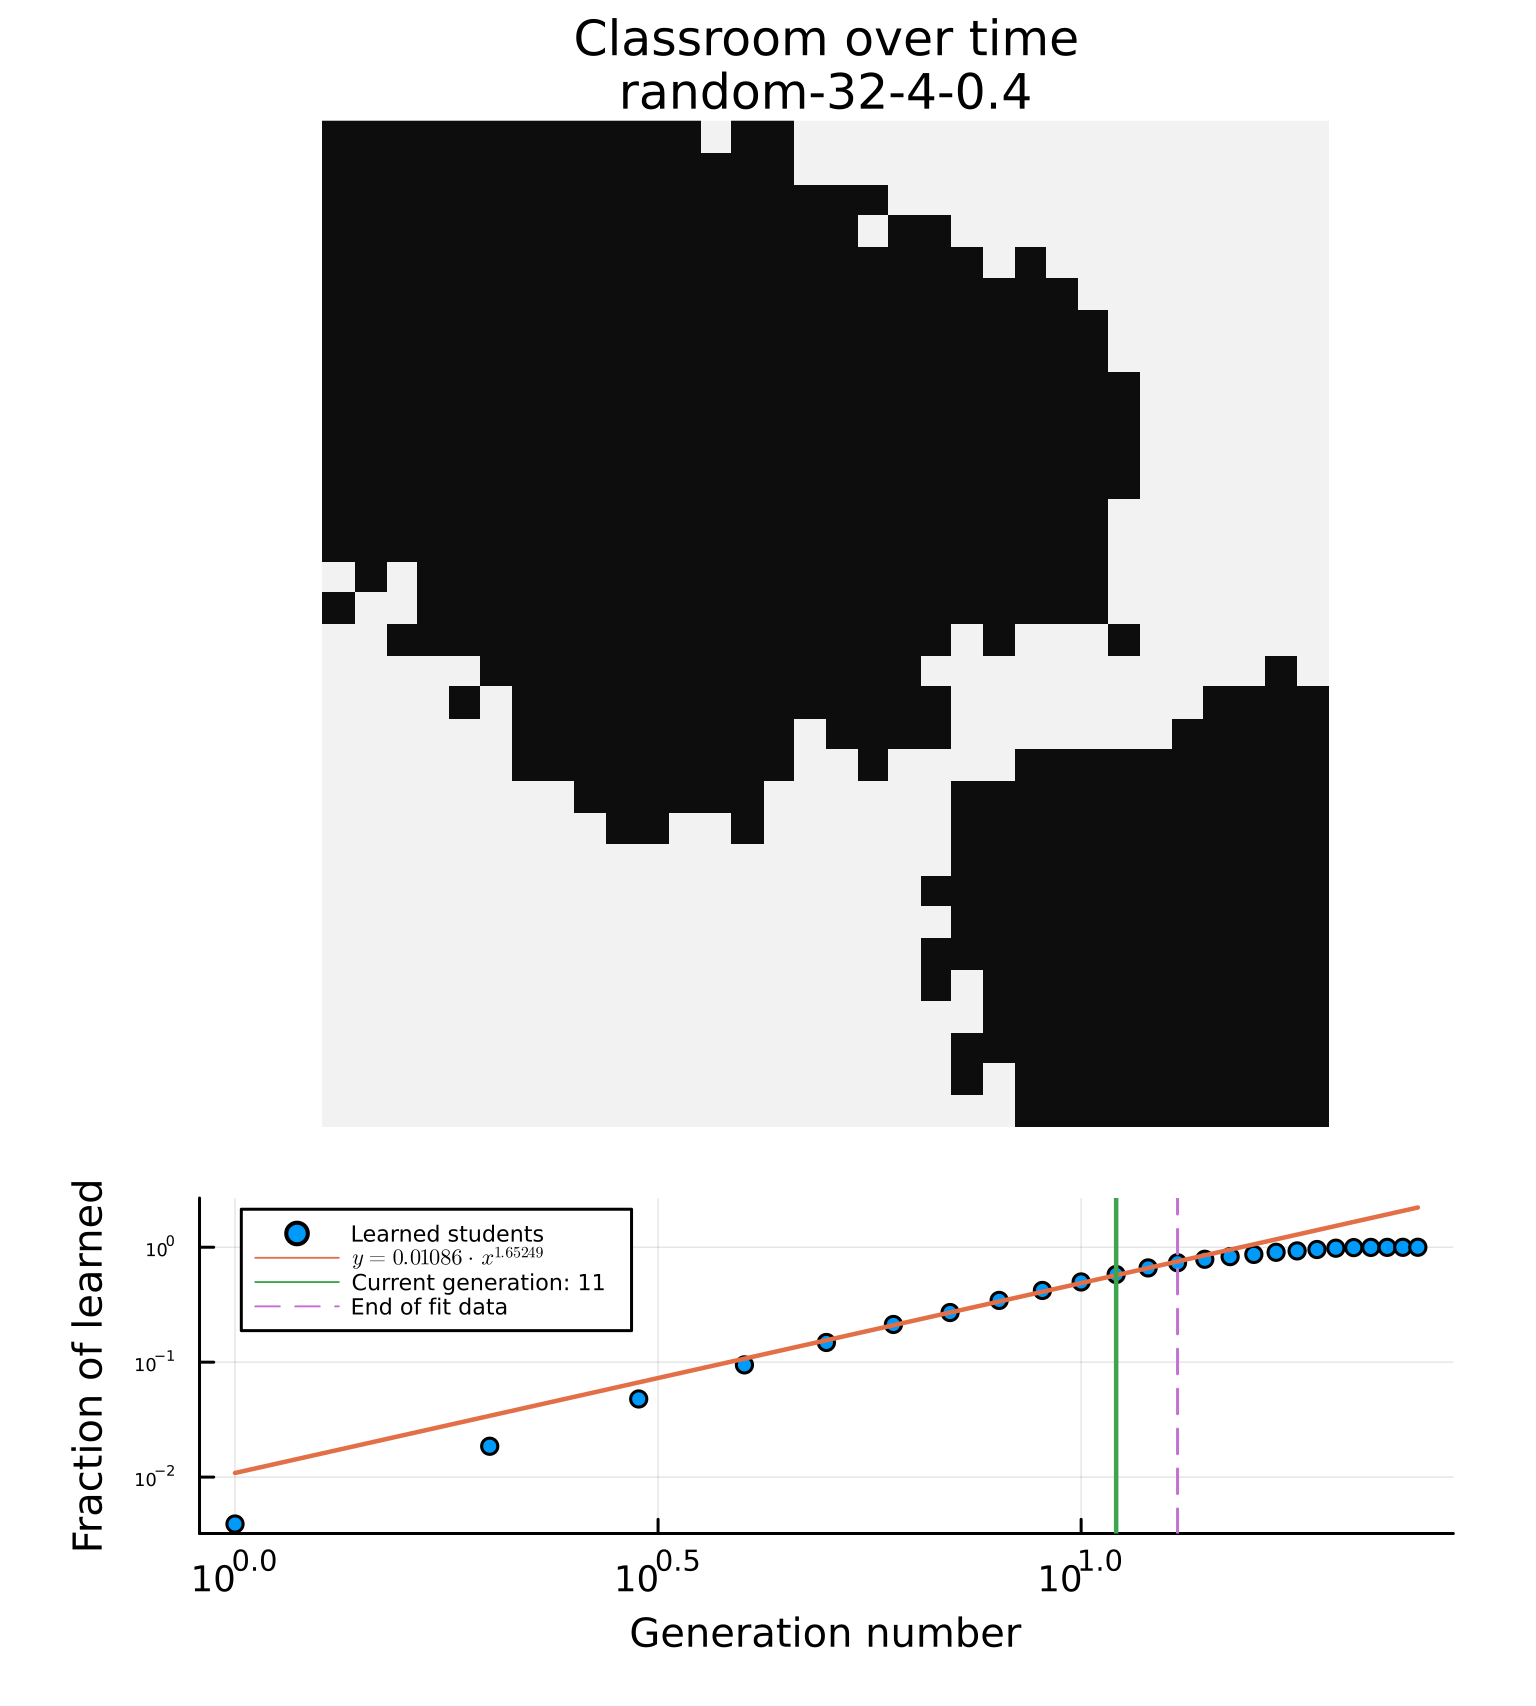 Classroom over time
random-32-4-0.4
Fraction of learned
10^0
10^−1
10^−2
Learned students
y = 0.01086 · x^1.65249
Current generation: 11
End of fit data
10^0.0
10^0.5
10^1.0
Generation number